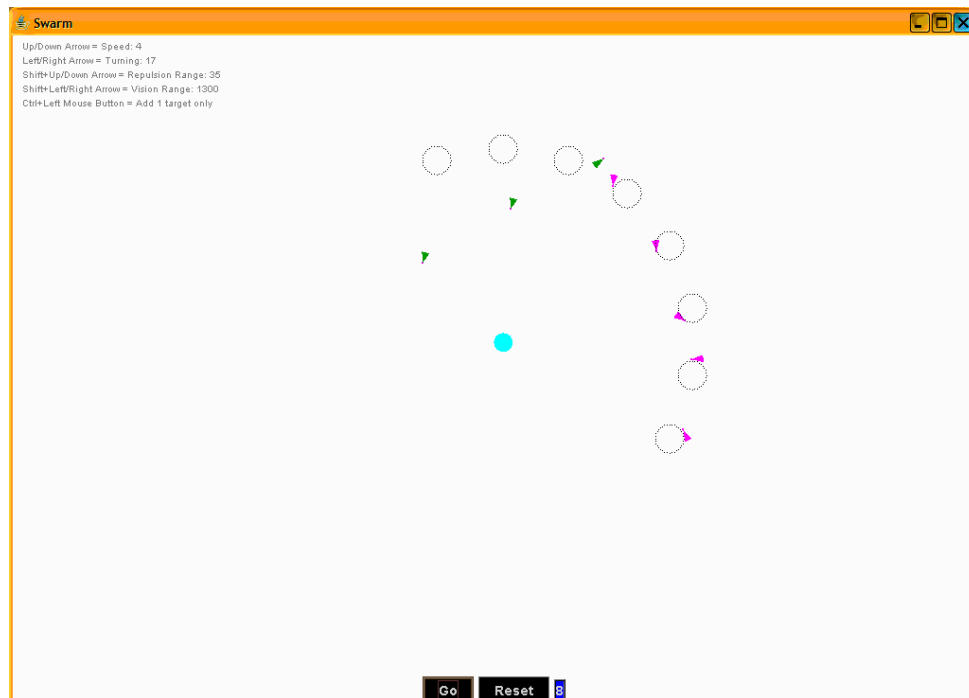 Swarm
Up/Down Arrow = Speed: 4
Left/Right Arrow = Turning: 17
Shift+Up/Down Arrow = Repulsion Range: 35
Shift+Left/Right Arrow = Vision Range: 1300
Ctrl+Left Mouse Button = Add 1 target only
Go Reset 8